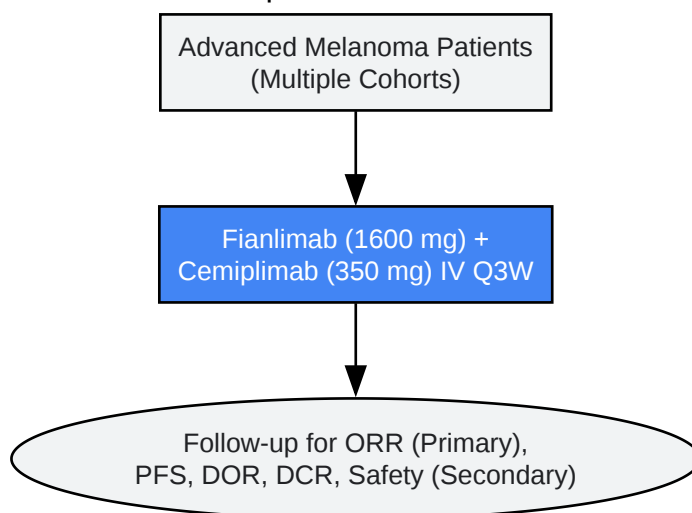 Advanced Melanoma Patients
(Multiple Cohorts)
Fianlimab (1600 mg) +
Cemiplimab (350 mg) IV Q3W
Follow-up for ORR (Primary),
PFS, DOR, DCR, Safety (Secondary)